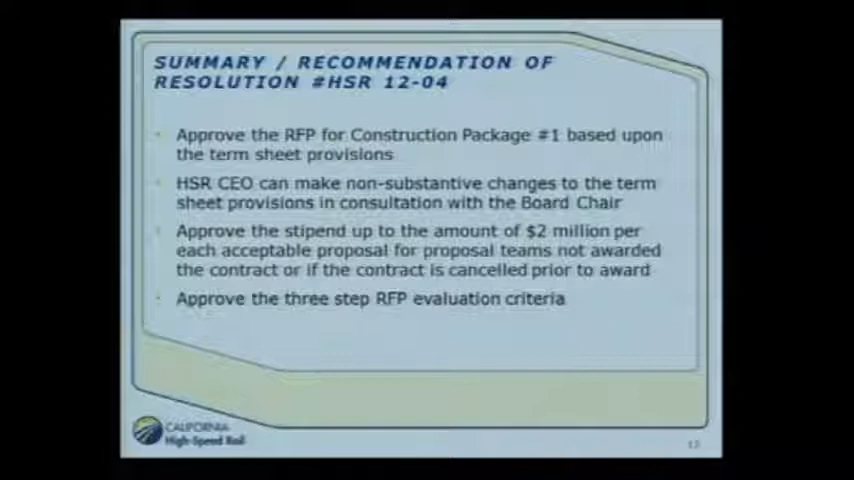 SUMMARY / RECOMMENDATION OF
RESOLUTION #HSR 12-04
Approve the RFP for Construction Package #1 based upon
the term sheet provisions
HSR CEO can make non-substantive changes to the term
sheet provisions in consultation with the Board Chair
Approve the stipend up to the amount of $2 million per
each acceptable proposal for proposal teams not awarded
the contract or if the contract is cancelled prior to award
Approve the three step RFP evaluation criteria
CALIFORNIA
High-Speed Rail